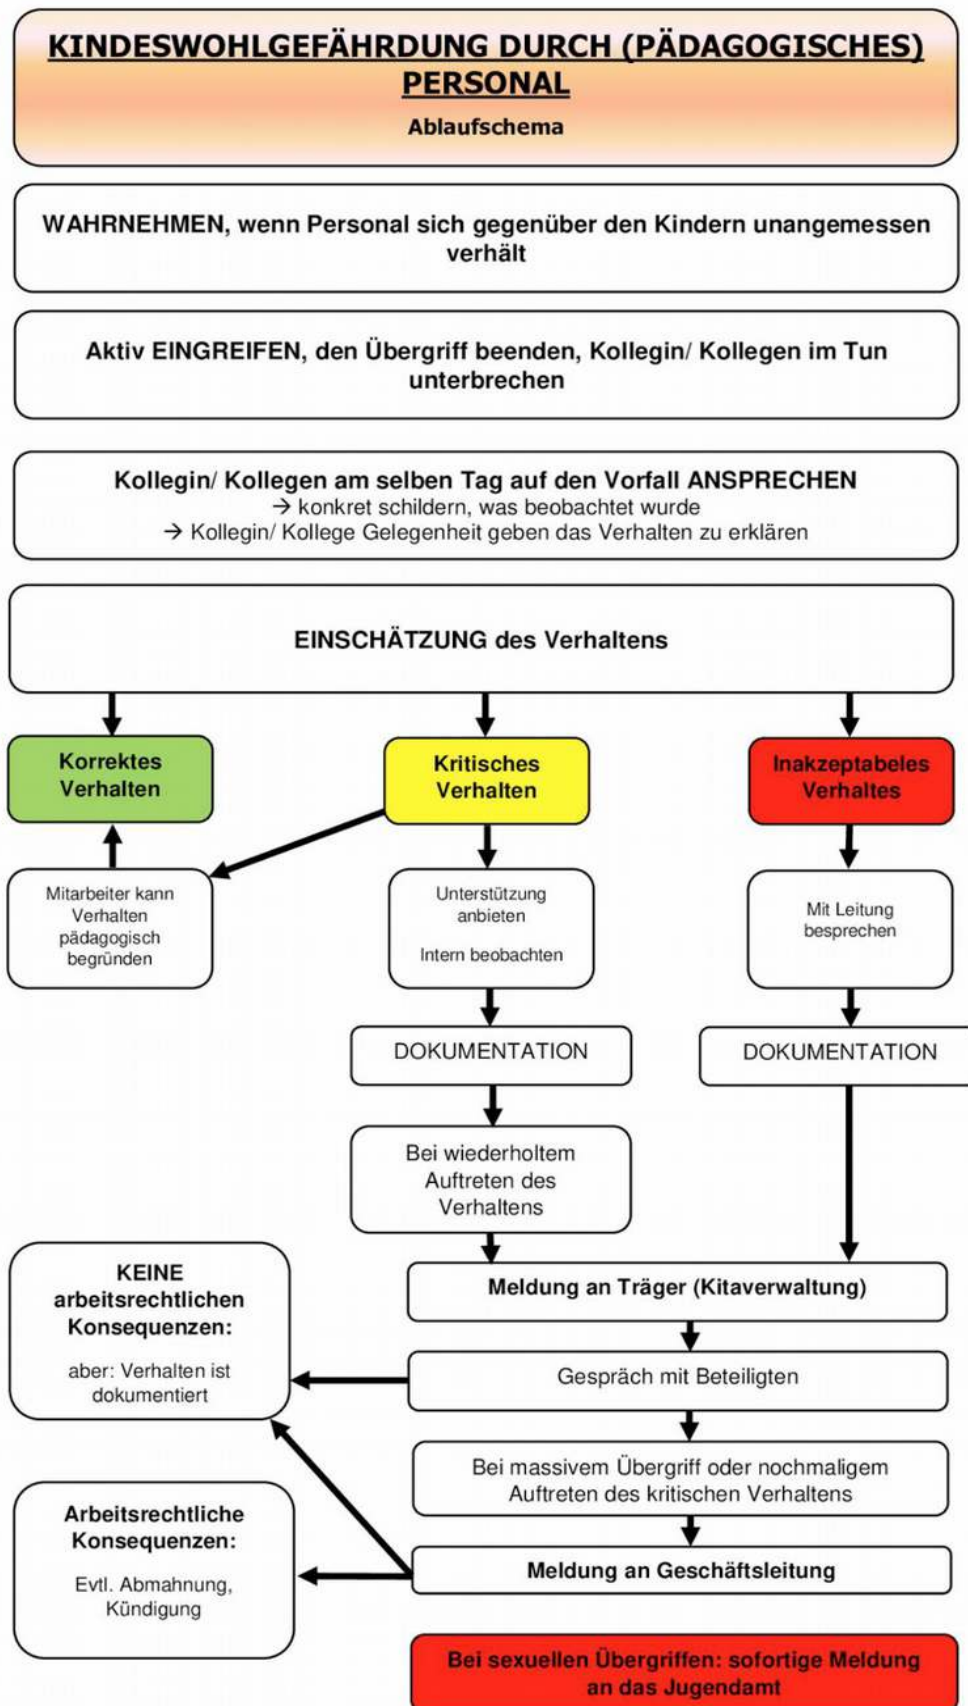 KINDESWOHLGEFÄHRDUNG DURCH (PÄDAGOGISCHES)
PERSONAL
Ablaufschema
WAHRNEHMEN, wenn Personal sich gegenüber den Kindern unangemessen
verhält
Aktiv EINGREIFEN, den Übergriff beenden, Kollegin/ Kollegen im Tun
unterbrechen
Kollegin/ Kollegen am selben Tag auf den Vorfall ANSPRECHEN
→ konkret schildern, was beobachtet wurde
→ Kollegin/ Kollege Gelegenheit geben das Verhalten zu erklären
EINSCHÄTZUNG des Verhaltens
Korrektes
Verhalten
Kritisches
Verhalten
Inakzeptabeles
Verhaltes
Mitarbeiter kann
Verhalten
pädagogisch
begründen
Unterstützung
anbieten
Intern beobachten
Mit Leitung
besprechen
DOKUMENTATION
DOKUMENTATION
Bei wiederholtem
Auftreten des
Verhaltens
KEINE
arbeitsrechtlichen
Konsequenzen:
aber: Verhalten ist
dokumentiert
Meldung an Träger (Kitaverwaltung)
Gespräch mit Beteiligten
Bei massivem Übergriff oder nochmaligem
Auftreten des kritischen Verhaltens
Arbeitsrechtliche
Konsequenzen:
Evtl. Abmahnung,
Kündigung
Meldung an Geschäftsleitung
Bei sexuellen Übergriffen: sofortige Meldung
an das Jugendamt